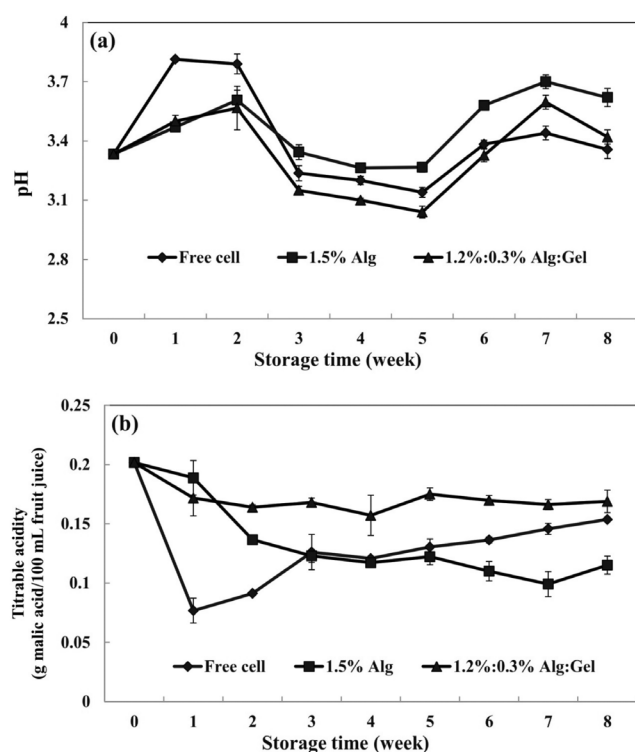 (a)
4
3.7
3.4
3.1
2.8
2.5
pH
Free cell 1.5% Alg 1.2%:0.3% Alg:Gel
0 1 2 3 4 5 6 7 8
Storage time (week)
(b)
0.25
0.2
0.15
0.1
0.05
0
Titrable acidity
(g malic acid/100 mL fruit juice)
Free cell 1.5% Alg 1.2%:0.3% Alg:Gel
0 1 2 3 4 5 6 7 8
Storage time (week)